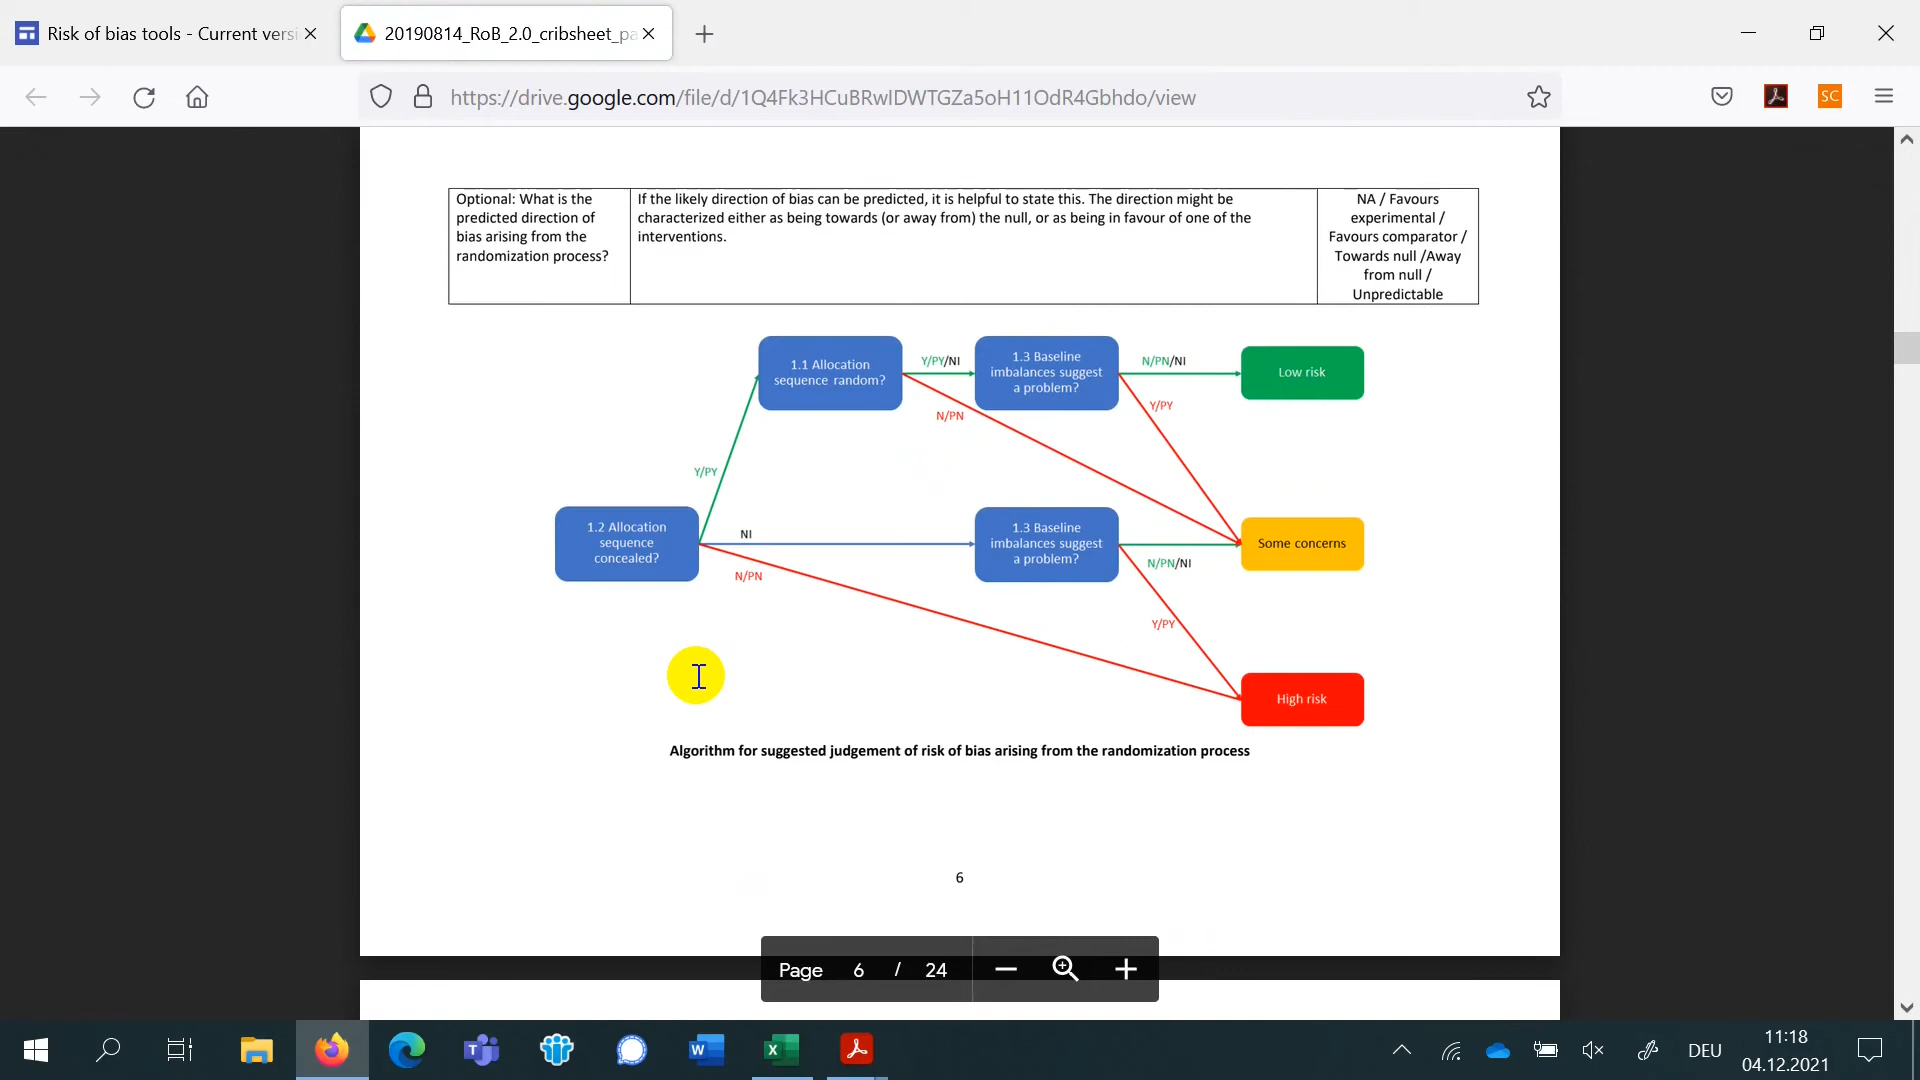 Risk of bias tools - Current versi
20190814_RoB_2.0_cribsheet_pa
https://drive.google.com/file/d/1Q4Fk3HCuBRwIDWTGZa5oH11OdR4Gbhdo/view
SC
Optional: What is the
predicted direction of
bias arising from the
randomization process?
If the likely direction of bias can be predicted, it is helpful to state this. The direction might be
characterized either as being towards (or away from) the null, or as being in favour of one of the
interventions.
NA / Favours
experimental /
Favours comparator /
Towards null /Away
from null /
Unpredictable
1.1 Allocation
sequence random?
Y/PY/NI
N/PN
1.3 Baseline
imbalances suggest
a problem?
N/PN/NI
Y/PY
Low risk
Y/PY
1.2 Allocation
sequence
concealed?
NI
N/PN
1.3 Baseline
imbalances suggest
a problem?
N/PN/NI
Y/PY
Some concerns
High risk
Algorithm for suggested judgement of risk of bias arising from the randomization process
6
Page 6 / 24
DEU
11:18
04.12.2021